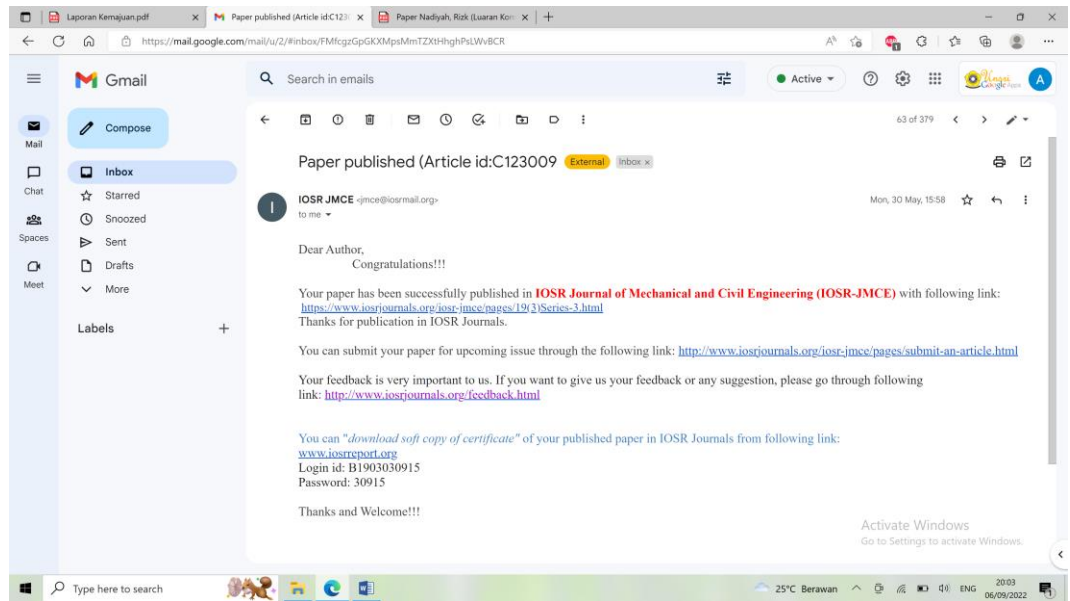 Laporan Kemajuan.pdf
Paper published (Article id:C123
Paper Nadiyah, Rizk (Luaran Kom
https://mail.google.com/mail/u/2/#inbox/FMfcgzGpGKXMpsMmTZXtHhghPsLWvBCR
Gmail
Search in emails
Active
A
Mail
Compose
63 of 379
Chat
Inbox
Paper published (Article id:C123009 External Inbox x
Starred
Spaces
Snoozed
IOSR JMCE <jmce@iosrmail.org>
Mon, 30 May, 15:58
to me
Sent
Meet
Drafts
More
Labels
Dear Author,
Congratulations!!!
Your paper has been successfully published in IOSR Journal of Mechanical and Civil Engineering (IOSR-JMCE) with following link:
https://www.iosrjournals.org/iosr-jmce/pages/19(3)Series-3.html
Thanks for publication in IOSR Journals.
You can submit your paper for upcoming issue through the following link: http://www.iosrjournals.org/iosr-jmce/pages/submit-an-article.html
Your feedback is very important to us. If you want to give us your feedback or any suggestion, please go through following
link: http://www.iosrjournals.org/feedback.html
You can "download soft copy of certificate" of your published paper in IOSR Journals from following link:
www.iosrreport.org
Login id: B1903030915
Password: 30915
Thanks and Welcome!!!
Activate Windows
Go to Settings to activate Windows.
Type here to search
25°C Berawan
ENG
20:03
06/09/2022